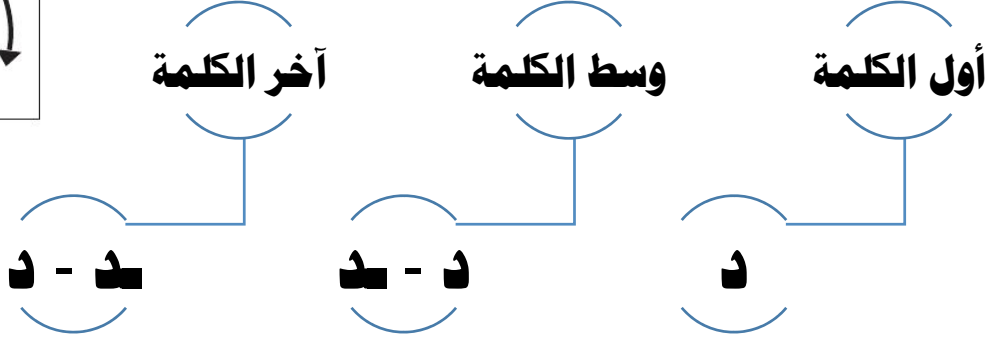 أول الكلمة وسط الكلمة آخر الكلمة
د د - ـد ـد - د